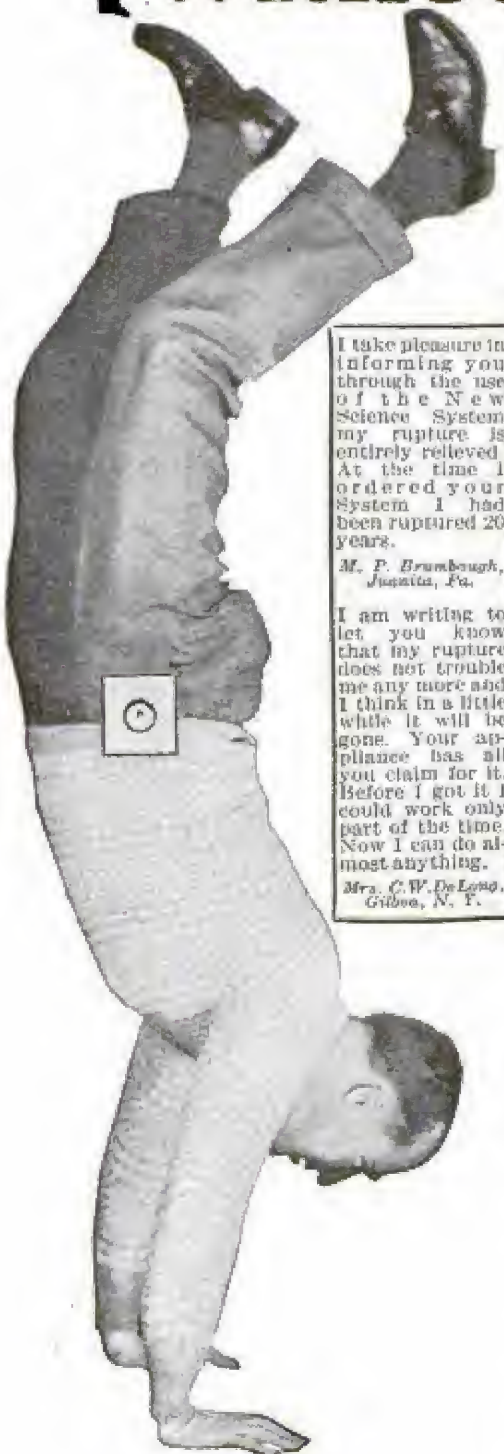 I take pleasure in
informing you
through the use
of the New
Science System
my rupture is
entirely relieved.
At the time I
ordered your
System I had
been ruptured 20
years.
M. P. Brumbaugh,
Juanita, Pa.
I am writing to
let you know
that my rupture
does not trouble
me any more and
I think in a little
while it will be
gone. Your ap-
pliance has all
you claim for it.
Before I got it I
could work only
part of the time.
Now I can do al-
most anything.
Mrs. C. W. DeLong,
Gilboa, N. Y.